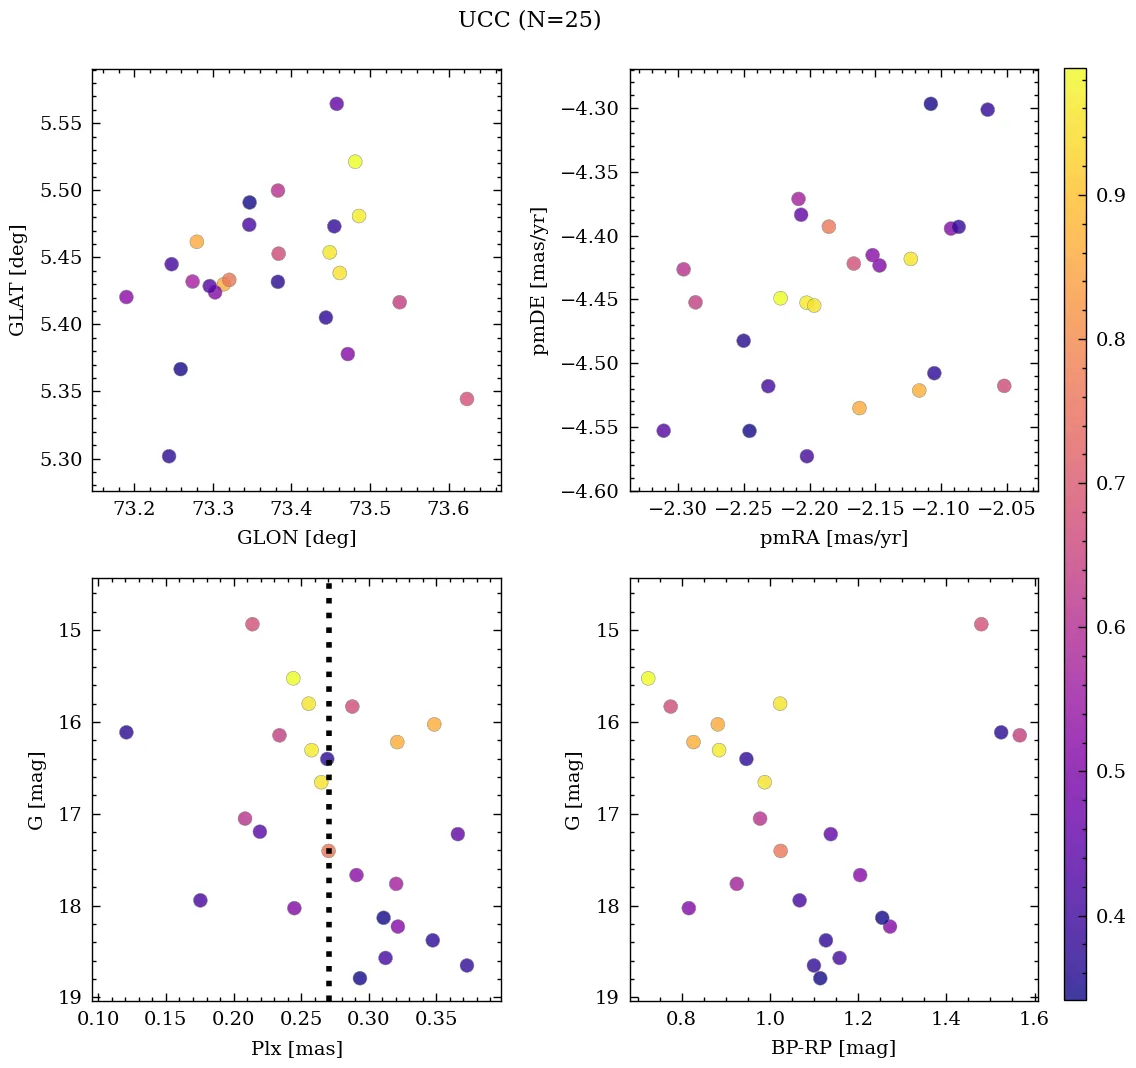 UCC (N=25)
5.55
5.50
5.45
5.40
5.35
5.30
GLAT [deg]
73.2 73.3 73.4 73.5 73.6
GLON [deg]
−4.30
−4.35
−4.40
−4.45
−4.50
−4.55
−4.60
pmDE [mas/yr]
−2.30 −2.25 −2.20 −2.15 −2.10 −2.05
pmRA [mas/yr]
15
16
17
18
19
G [mag]
0.10 0.15 0.20 0.25 0.30 0.35
Plx [mas]
15
16
17
18
19
G [mag]
0.8 1.0 1.2 1.4 1.6
BP-RP [mag]
0.9
0.8
0.7
0.6
0.5
0.4